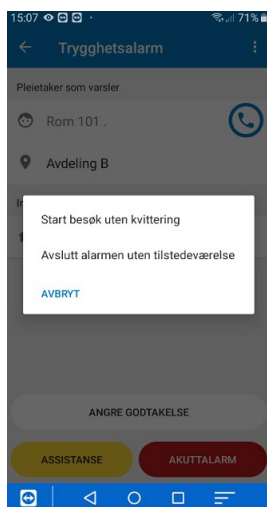 15:07 71%
Trygghetsalarm
Pleietaker som varsler
Rom 101 .
Avdeling B
Start besøk uten kvittering
Avslutt alarmen uten tilstedeværelse
AVBRYT
ANGRE GODTAKELSE
ASSISTANSE AKUTTALARM